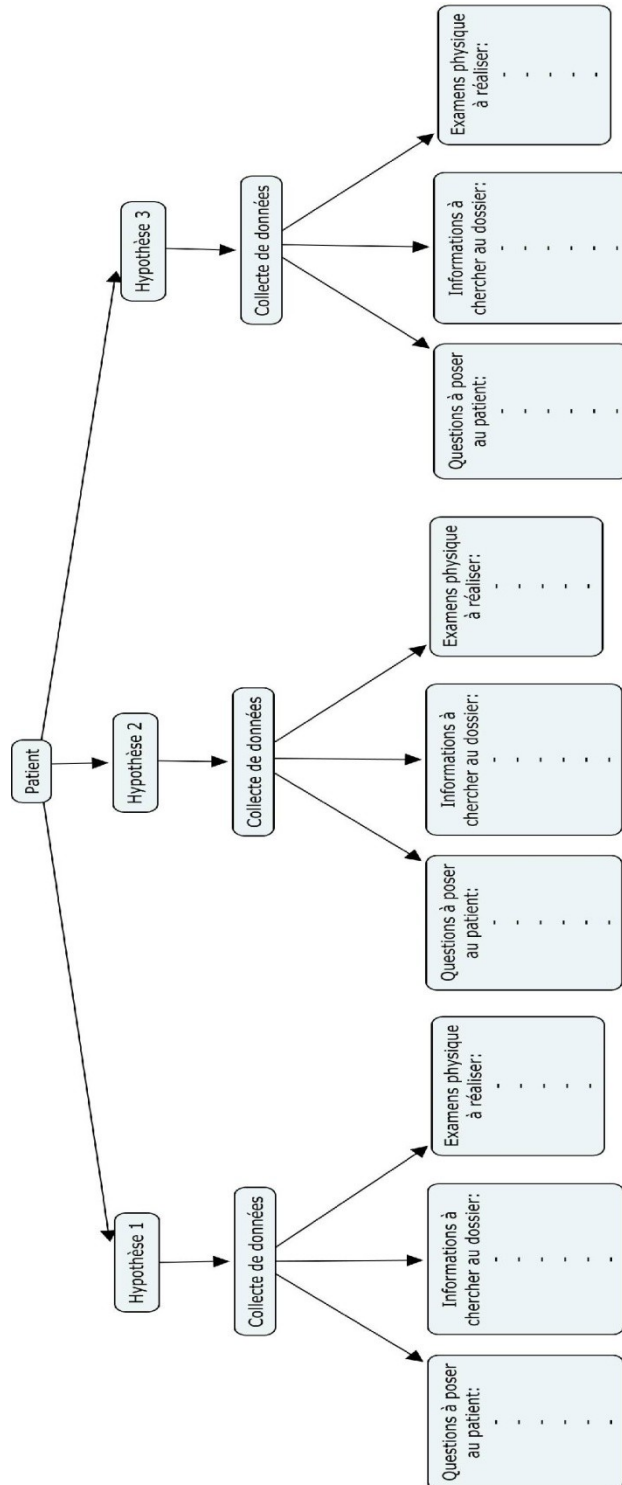 Patient
Hypothèse 1
Hypothèse 2
Hypothèse 3
Collecte de données
Collecte de données
Collecte de données
Questions à poser
au patient:
-
-
-
-
-
-
Informations à
chercher au dossier:
-
-
-
-
-
-
Examens physique
à réaliser:
-
-
-
-
-
Questions à poser
au patient:
-
-
-
-
-
-
Informations à
chercher au dossier:
-
-
-
-
-
-
Examens physique
à réaliser:
-
-
-
-
-
Questions à poser
au patient:
-
-
-
-
-
-
Informations à
chercher au dossier:
-
-
-
-
-
-
Examens physique
à réaliser:
-
-
-
-
-